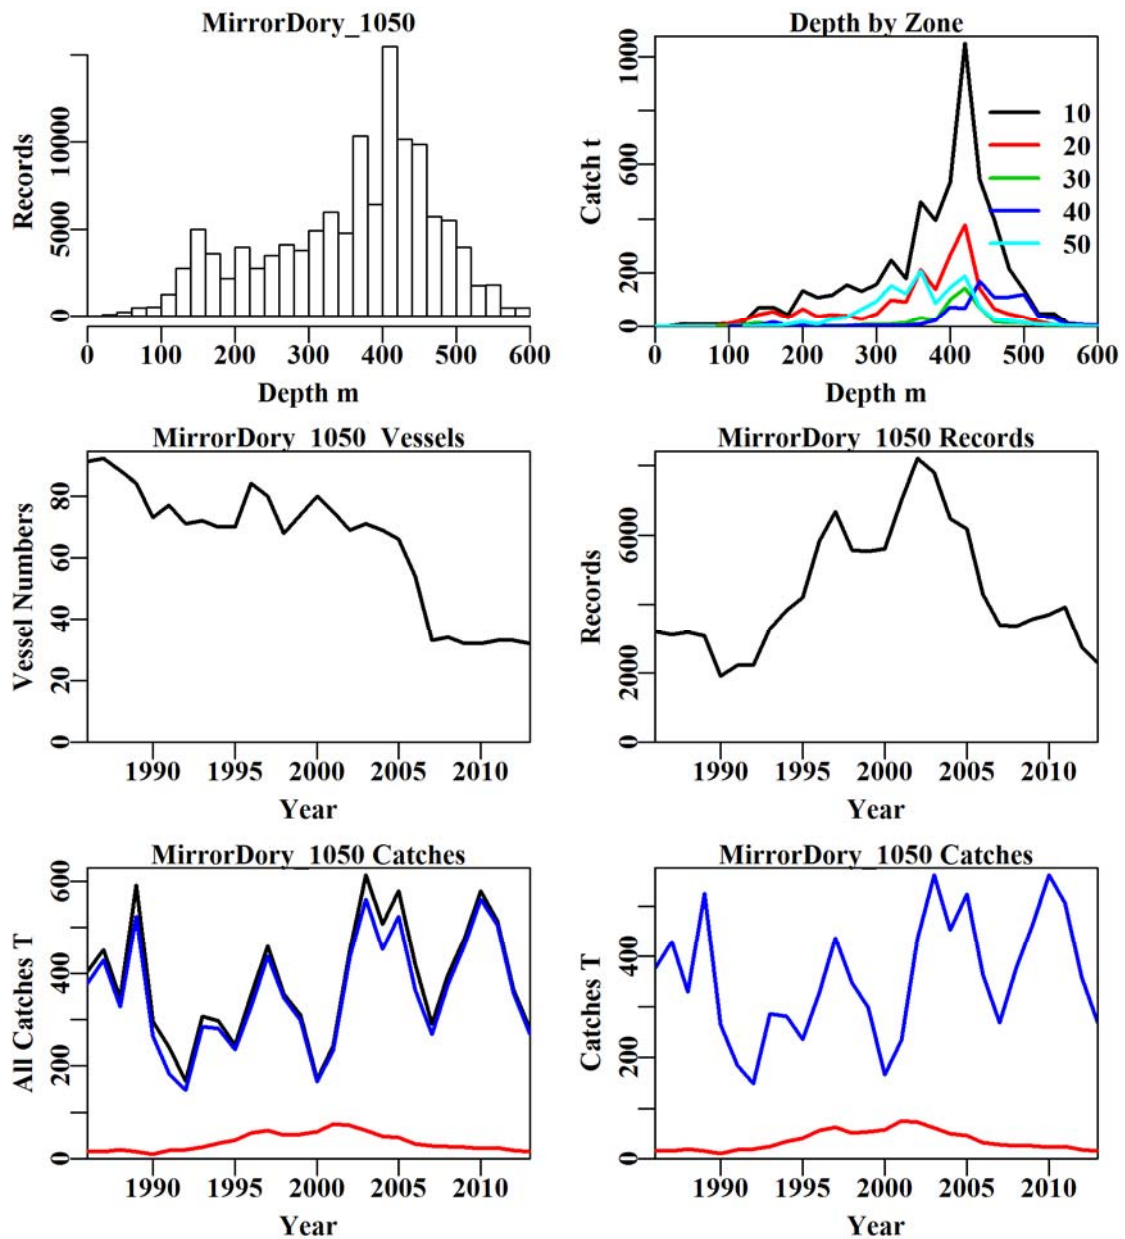 MirrorDory_1050
Records
0
5000
10000
0 100 200 300 400 500 600
Depth m
Depth by Zone
Catch t
0
200
600
1000
10
20
30
40
50
0 100 200 300 400 500 600
Depth m
MirrorDory_1050_Vessels
Vessel Numbers
0
20
40
60
80
1990 1995 2000 2005 2010
Year
MirrorDory_1050 Records
Records
0
2000
6000
1990 1995 2000 2005 2010
Year
MirrorDory_1050 Catches
All Catches T
0
200
400
600
1990 1995 2000 2005 2010
Year
MirrorDory_1050 Catches
Catches T
0
200
400
1990 1995 2000 2005 2010
Year